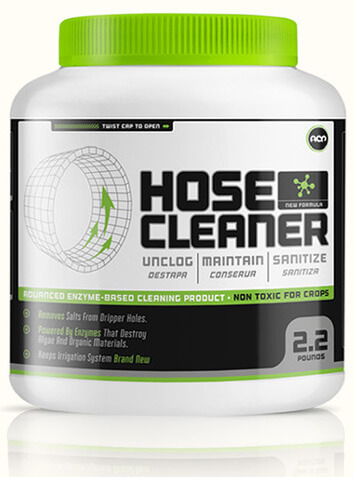 TWIST CAP TO OPEN
ACN
HOSE
NEW FORMULA
CLEANER
UNCLOG | MAINTAIN | SANITIZE
DESTAPA | CONSERVA | SANITIZA
ADVANCED ENZYME-BASED CLEANING PRODUCT • NON TOXIC FOR CROPS
Removes Salts From Dripper Holes.
Powered By Enzymes That Destroy
Algae And Organic Materials.
Keeps Irrigation System Brand New
2.2
POUNDS